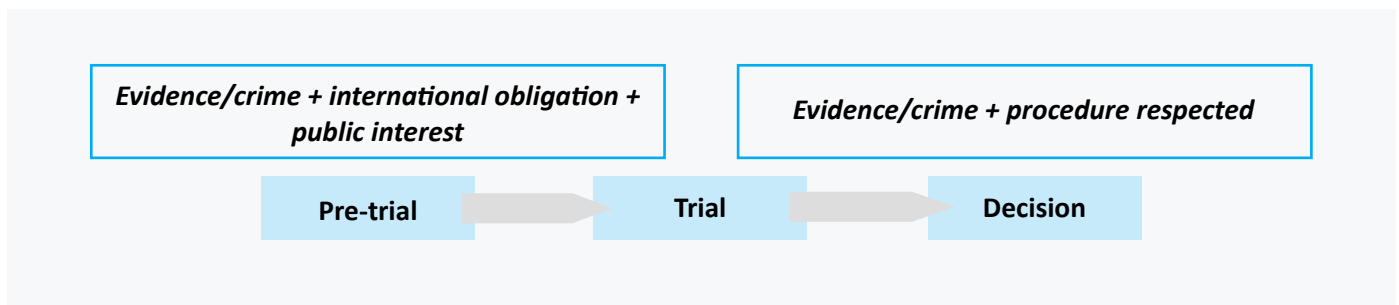 Evidence/crime + international obligation +
public interest
Evidence/crime + procedure respected
Pre-trial
Trial
Decision